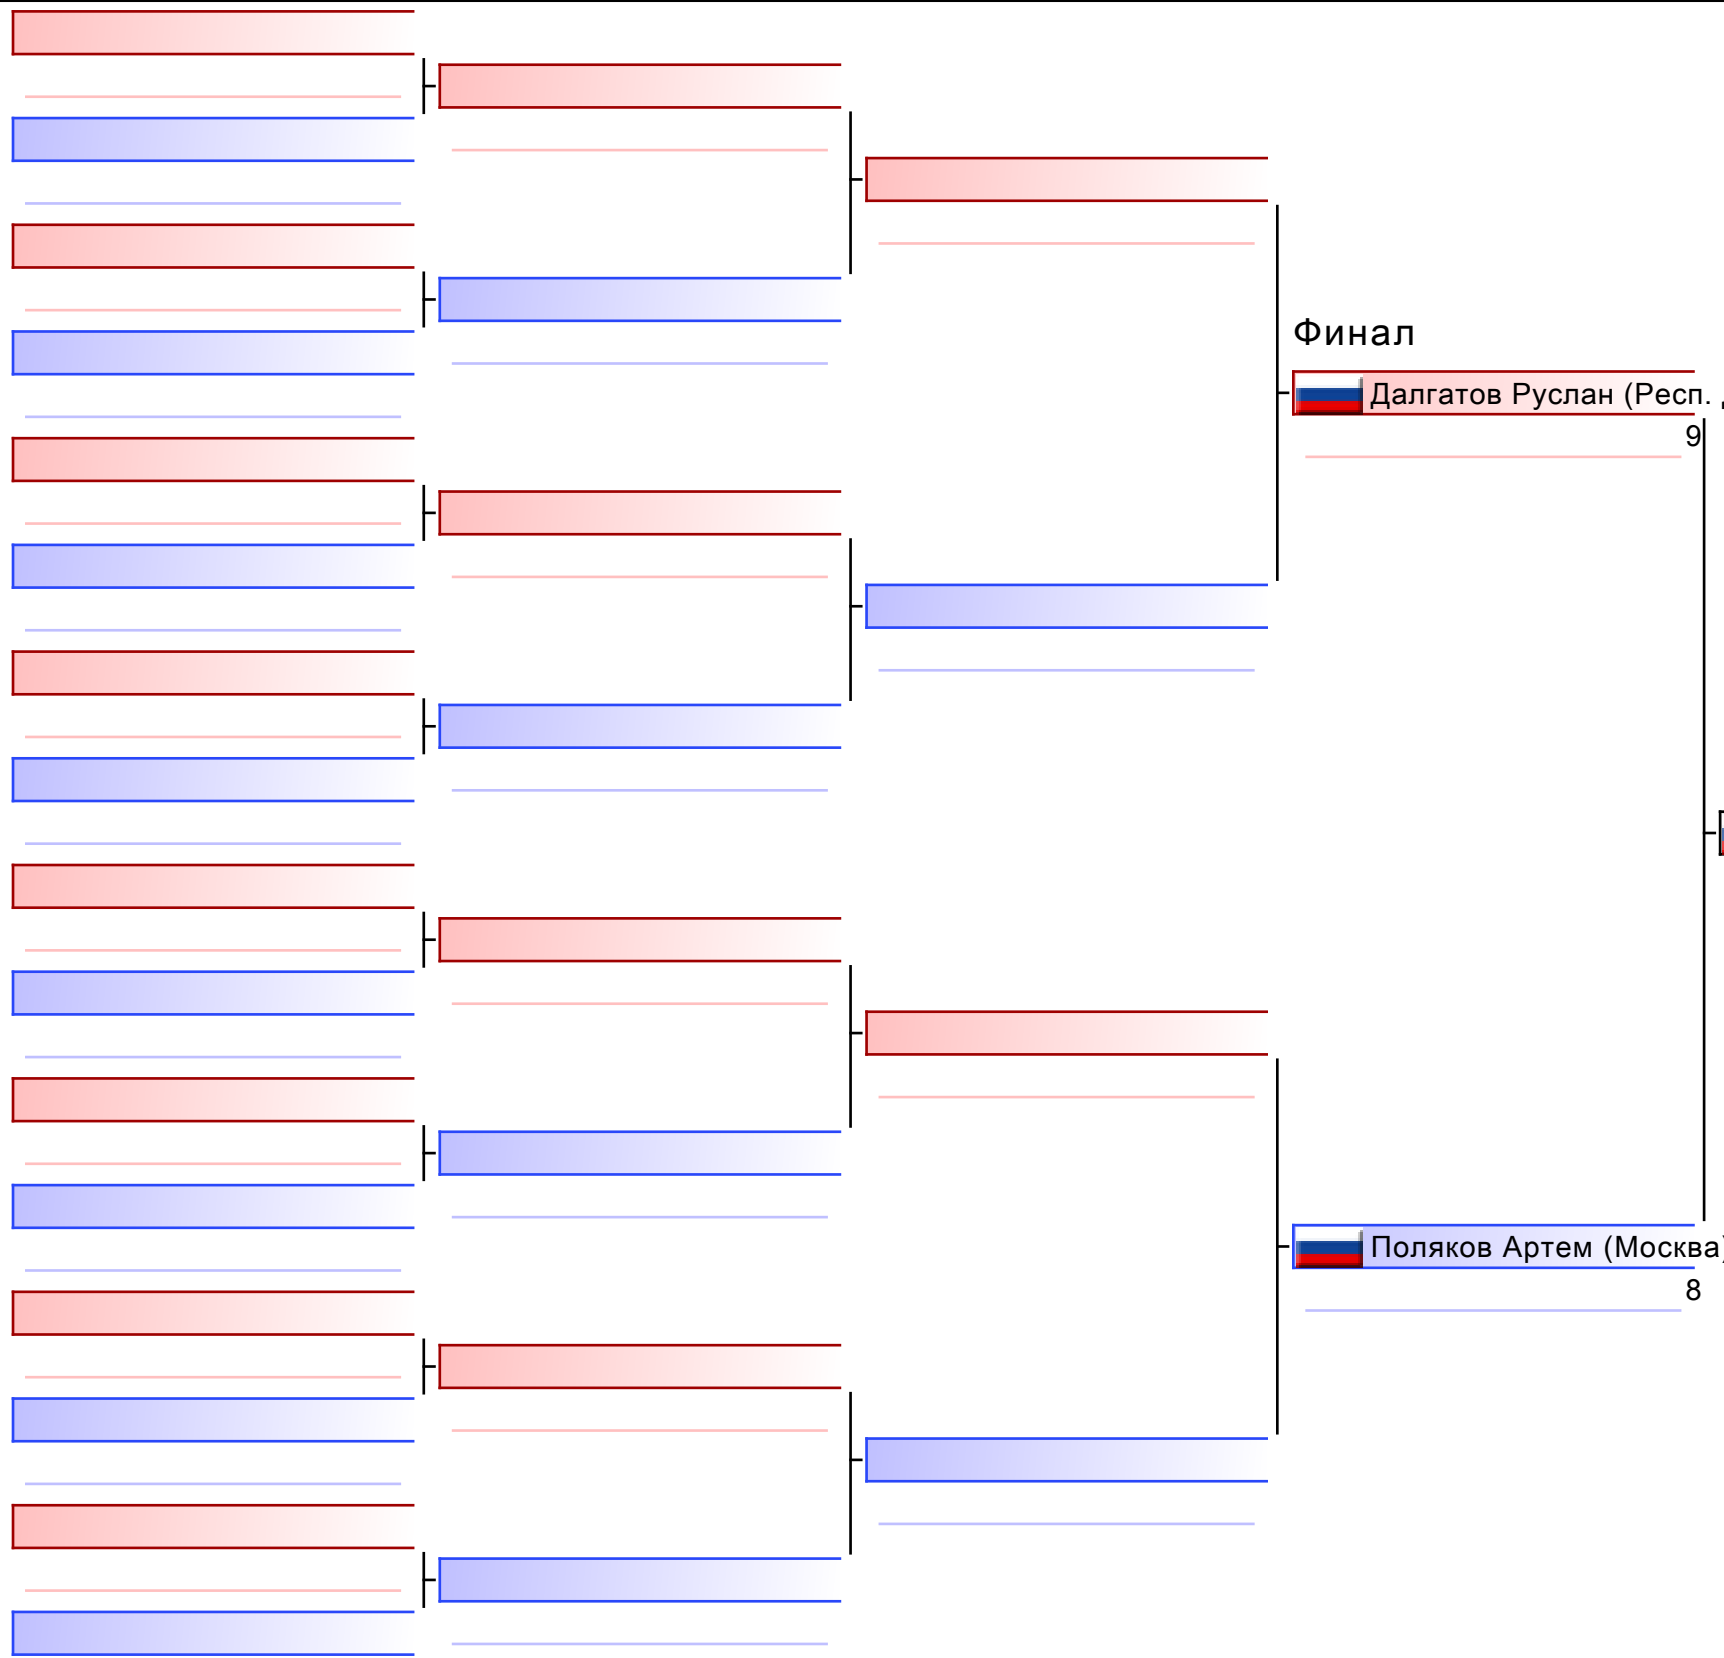 Финал
Далгатов Руслан (Респ.
9
Поляков Артем (Москва)
8